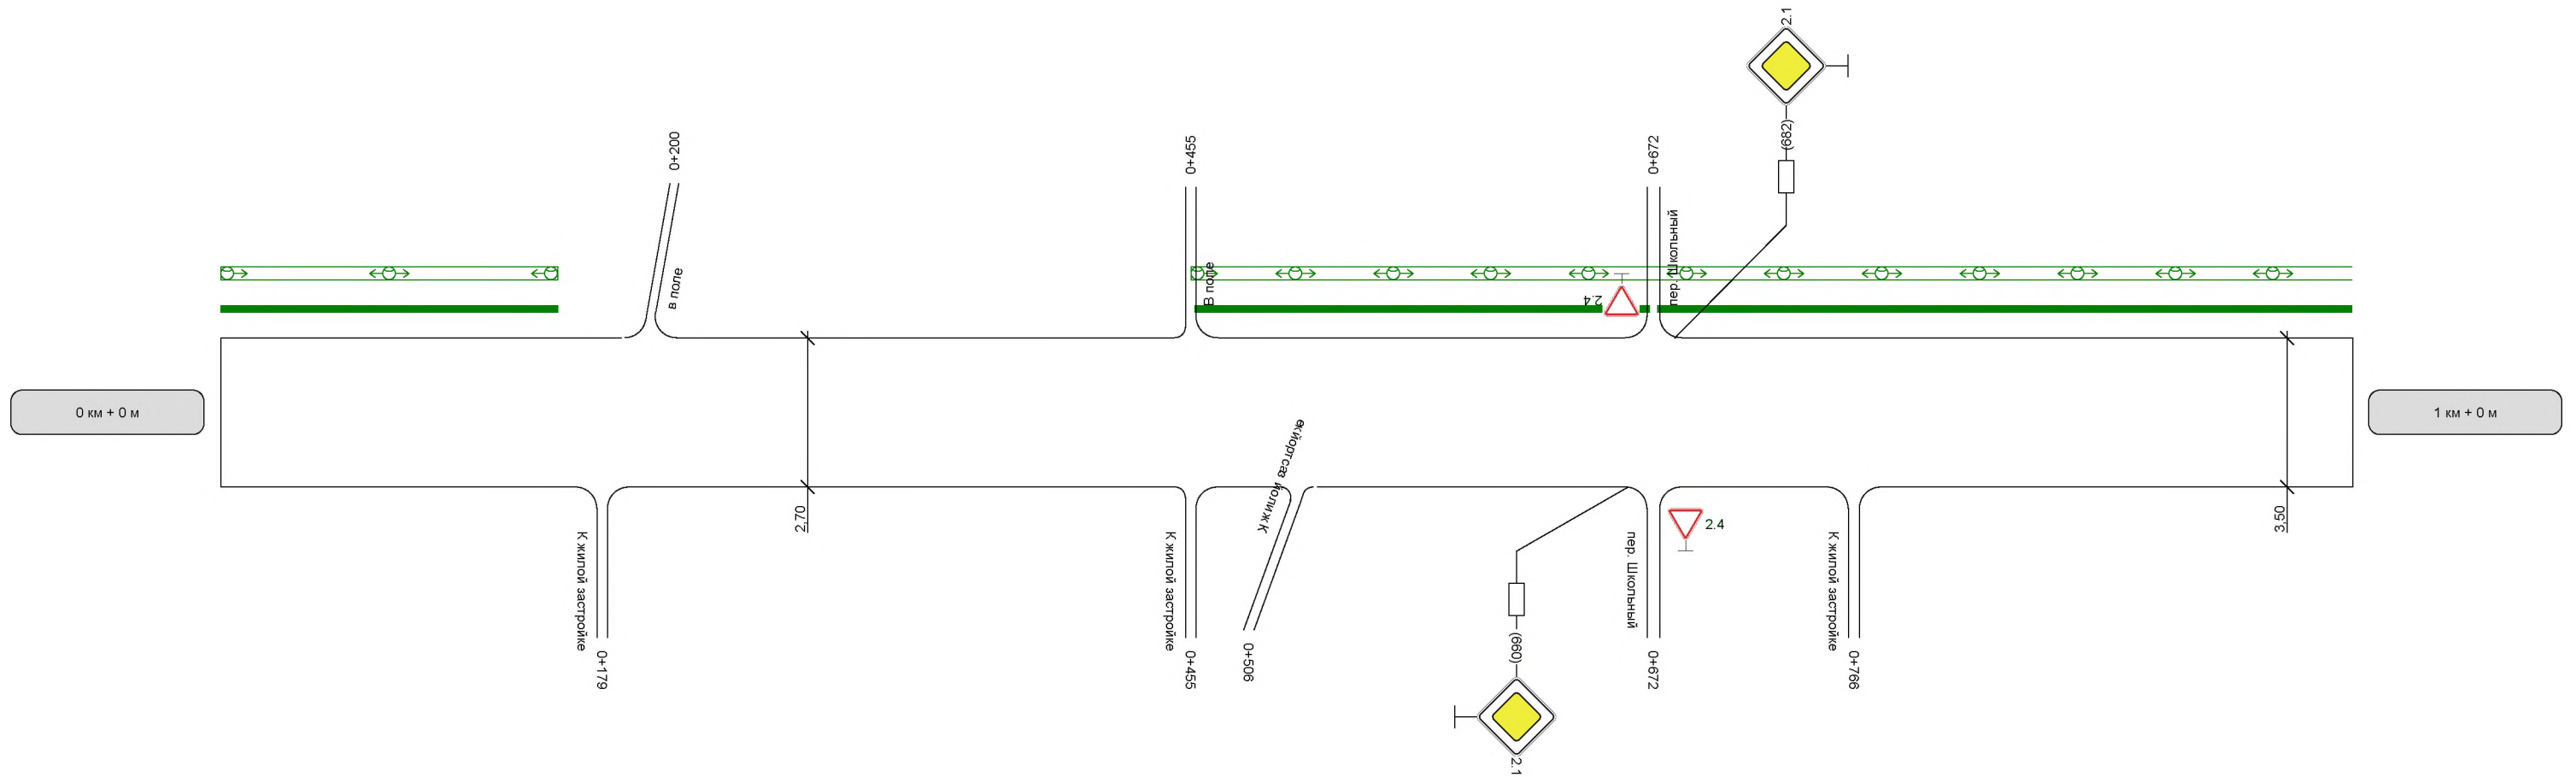 2.1
(682)
0+200
0+455
0+672
в поле
В поле
пер. Школьный
2.4
0 км + 0 м
1 км + 0 м
К жилой застройке
2,70
К жилой застройке
К жилой застройке
пер. Школьный
2.4
К жилой застройке
3,50
0+179
0+455
0+506
(660)
0+672
0+766
2.1